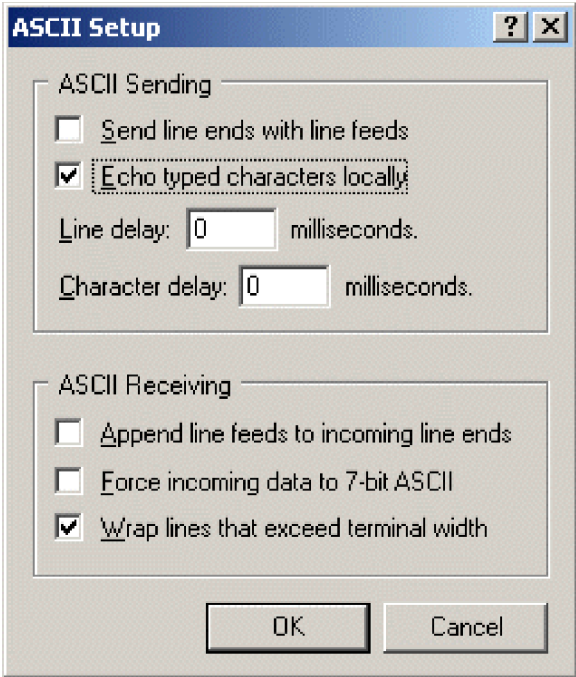 ASCII Setup
ASCII Sending
Send line ends with line feeds
Echo typed characters locally
Line delay: 0 milliseconds.
Character delay: 0 milliseconds.
ASCII Receiving
Append line feeds to incoming line ends
Force incoming data to 7-bit ASCII
Wrap lines that exceed terminal width
OK Cancel